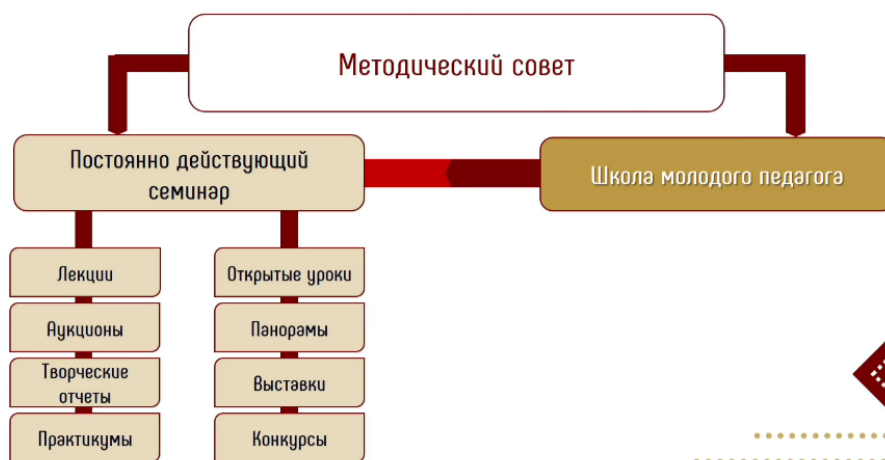 Методический совет
Постоянно действующий
семинар
Школа молодого педагога
Лекции
Аукционы
Творческие
отчеты
Практикумы
Открытые уроки
Панорамы
Выставки
Конкурсы